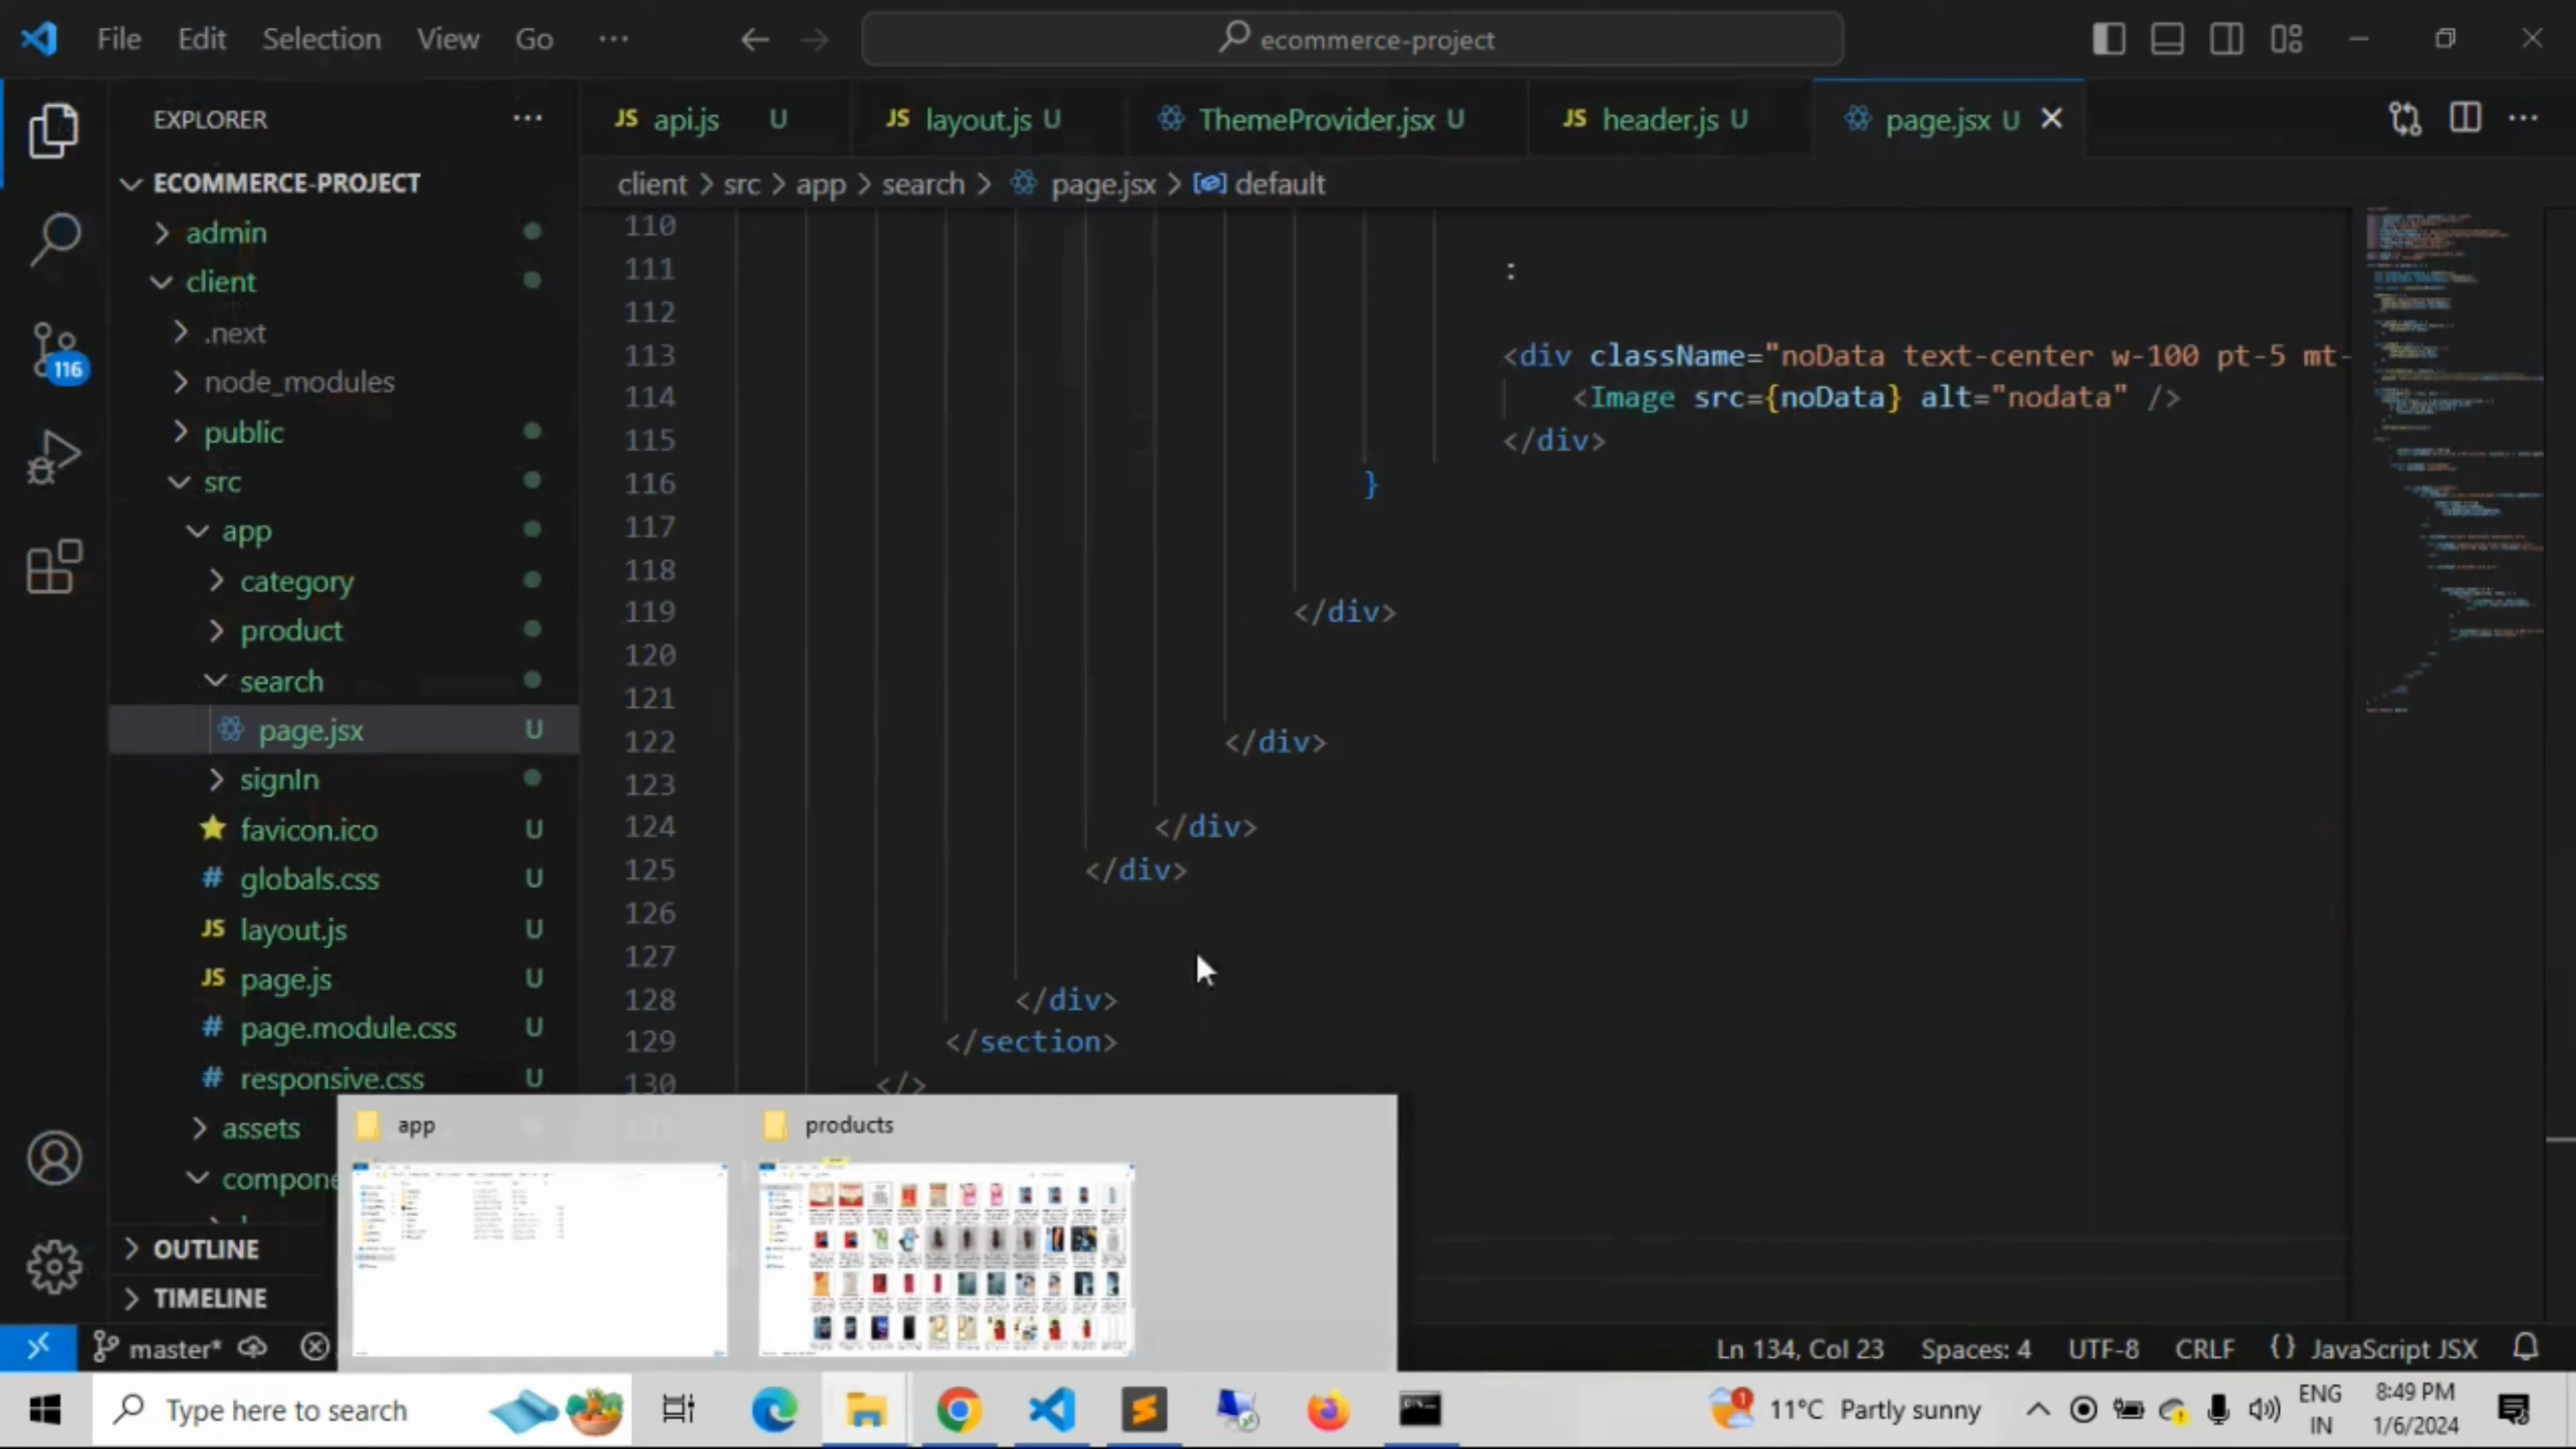 File Edit Selection View Go ··· ecommerce-project
EXPLORER ···
JS api.js U JS layout.js U ThemeProvider.jsx U JS header.js U page.jsx U
ECOMMERCE-PROJECT
client > src > app > search > page.jsx > default
admin
client
.next
node_modules
public
src
app
category
product
search
page.jsx U
signIn
favicon.ico U
# globals.css U
JS layout.js U
JS page.js U
# page.module.css U
# responsive.css U
assets
compone
OUTLINE
TIMELINE
110
111 :
112
113 <div className="noData text-center w-100 pt-5 mt-
114 <Image src={noData} alt="nodata" />
115 </div>
116 }
117
118
119 </div>
120
121
122 </div>
123
124 </div>
125 </div>
126
127
128 </div>
129 </section>
130 </>
116
app products
master* Ln 134, Col 23 Spaces: 4 UTF-8 CRLF {} JavaScript JSX
Type here to search 1 11°C Partly sunny ENG 8:49 PM
IN 1/6/2024